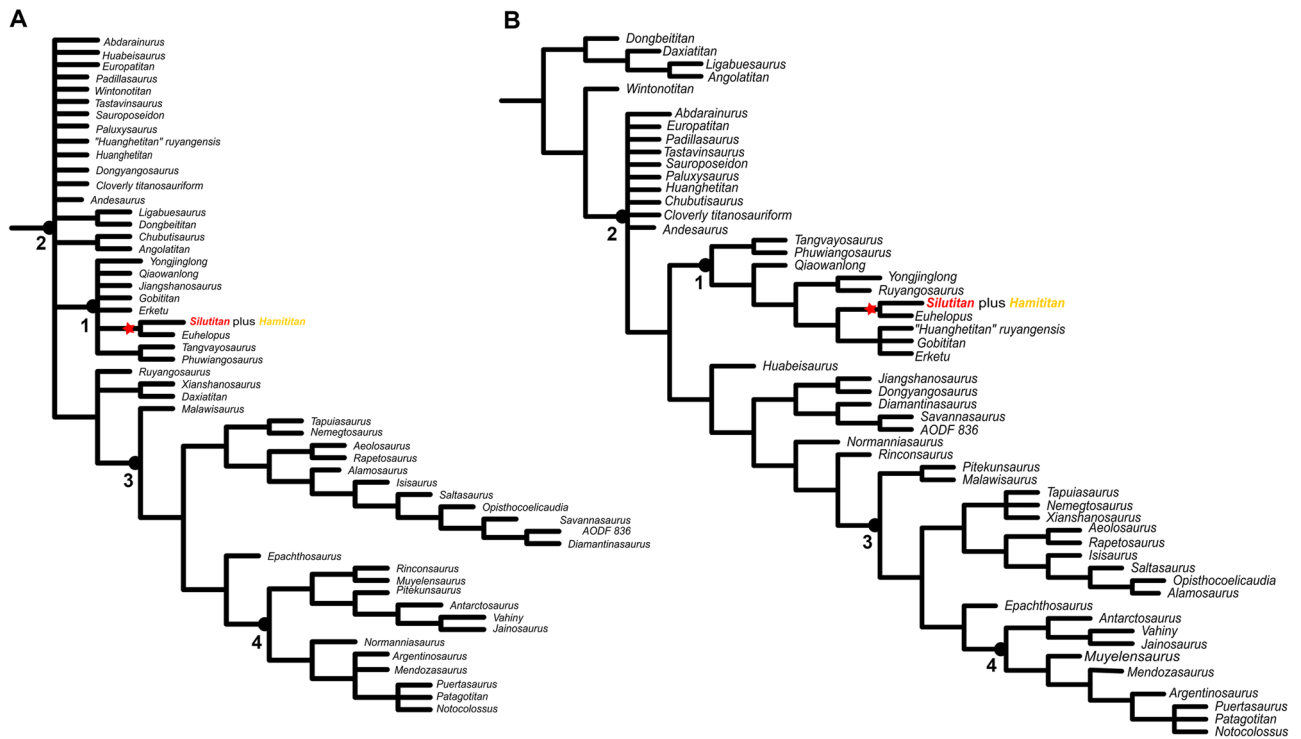 A
Abdarainurus
Huabeisaurus
Europatitan
Padillasaurus
Wintonotitan
Tastavinsaurus
Sauroposeidon
Paluxysaurus
"Huanghetitan" ruyangensis
Huanghetitan
Dongyangosaurus
Cloverly titanosauriform
Andesaurus
Ligabuesaurus
Dongbeititan
2
Chubutisaurus
Angolatitan
Yongjinglong
Qiaowanlong
Jiangshanosaurus
Gobititan
Erketu
1
Silutitan plus Hamititan
Euhelopus
Tangvayosaurus
Phuwiangosaurus
Ruyangosaurus
Xianshanosaurus
Daxiatitan
Malawisaurus
Tapuiasaurus
Nemegtosaurus
Aeolosaurus
Rapetosaurus
3
Alamosaurus
Isisaurus
Saltasaurus
Opisthocoelicaudia
Savannasaurus
AODF 836
Diamantinasaurus
Epachthosaurus
Rinconsaurus
Muyelensaurus
Pitekunsaurus
Antarctosaurus
Vahiny
Jainosaurus
4
Normanniasaurus
Argentinosaurus
Mendozasaurus
Puertasaurus
Patagotitan
Notocolossus
B
Dongbeititan
Daxiatitan
Ligabuesaurus
Angolatitan
Wintonotitan
Abdarainurus
Europatitan
Padillasaurus
Tastavinsaurus
Sauroposeidon
Paluxysaurus
Huanghetitan
Chubutisaurus
Cloverly titanosauriform
Andesaurus
2
Tangvayosaurus
Phuwiangosaurus
Qiaowanlong
1
Yongjinglong
Ruyangosaurus
Silutitan plus Hamititan
Euhelopus
"Huanghetitan" ruyangensis
Gobititan
Erketu
Huabeisaurus
Jiangshanosaurus
Dongyangosaurus
Diamantinasaurus
Savannasaurus
AODF 836
Normanniasaurus
Rinconsaurus
Pitekunsaurus
Malawisaurus
Tapuiasaurus
Nemegtosaurus
Xianshanosaurus
Aeolosaurus
3
Rapetosaurus
Isisaurus
Saltasaurus
Opisthocoelicaudia
Alamosaurus
Epachthosaurus
Antarctosaurus
Vahiny
Jainosaurus
4
Muyelensaurus
Mendozasaurus
Argentinosaurus
Puertasaurus
Patagotitan
Notocolossus